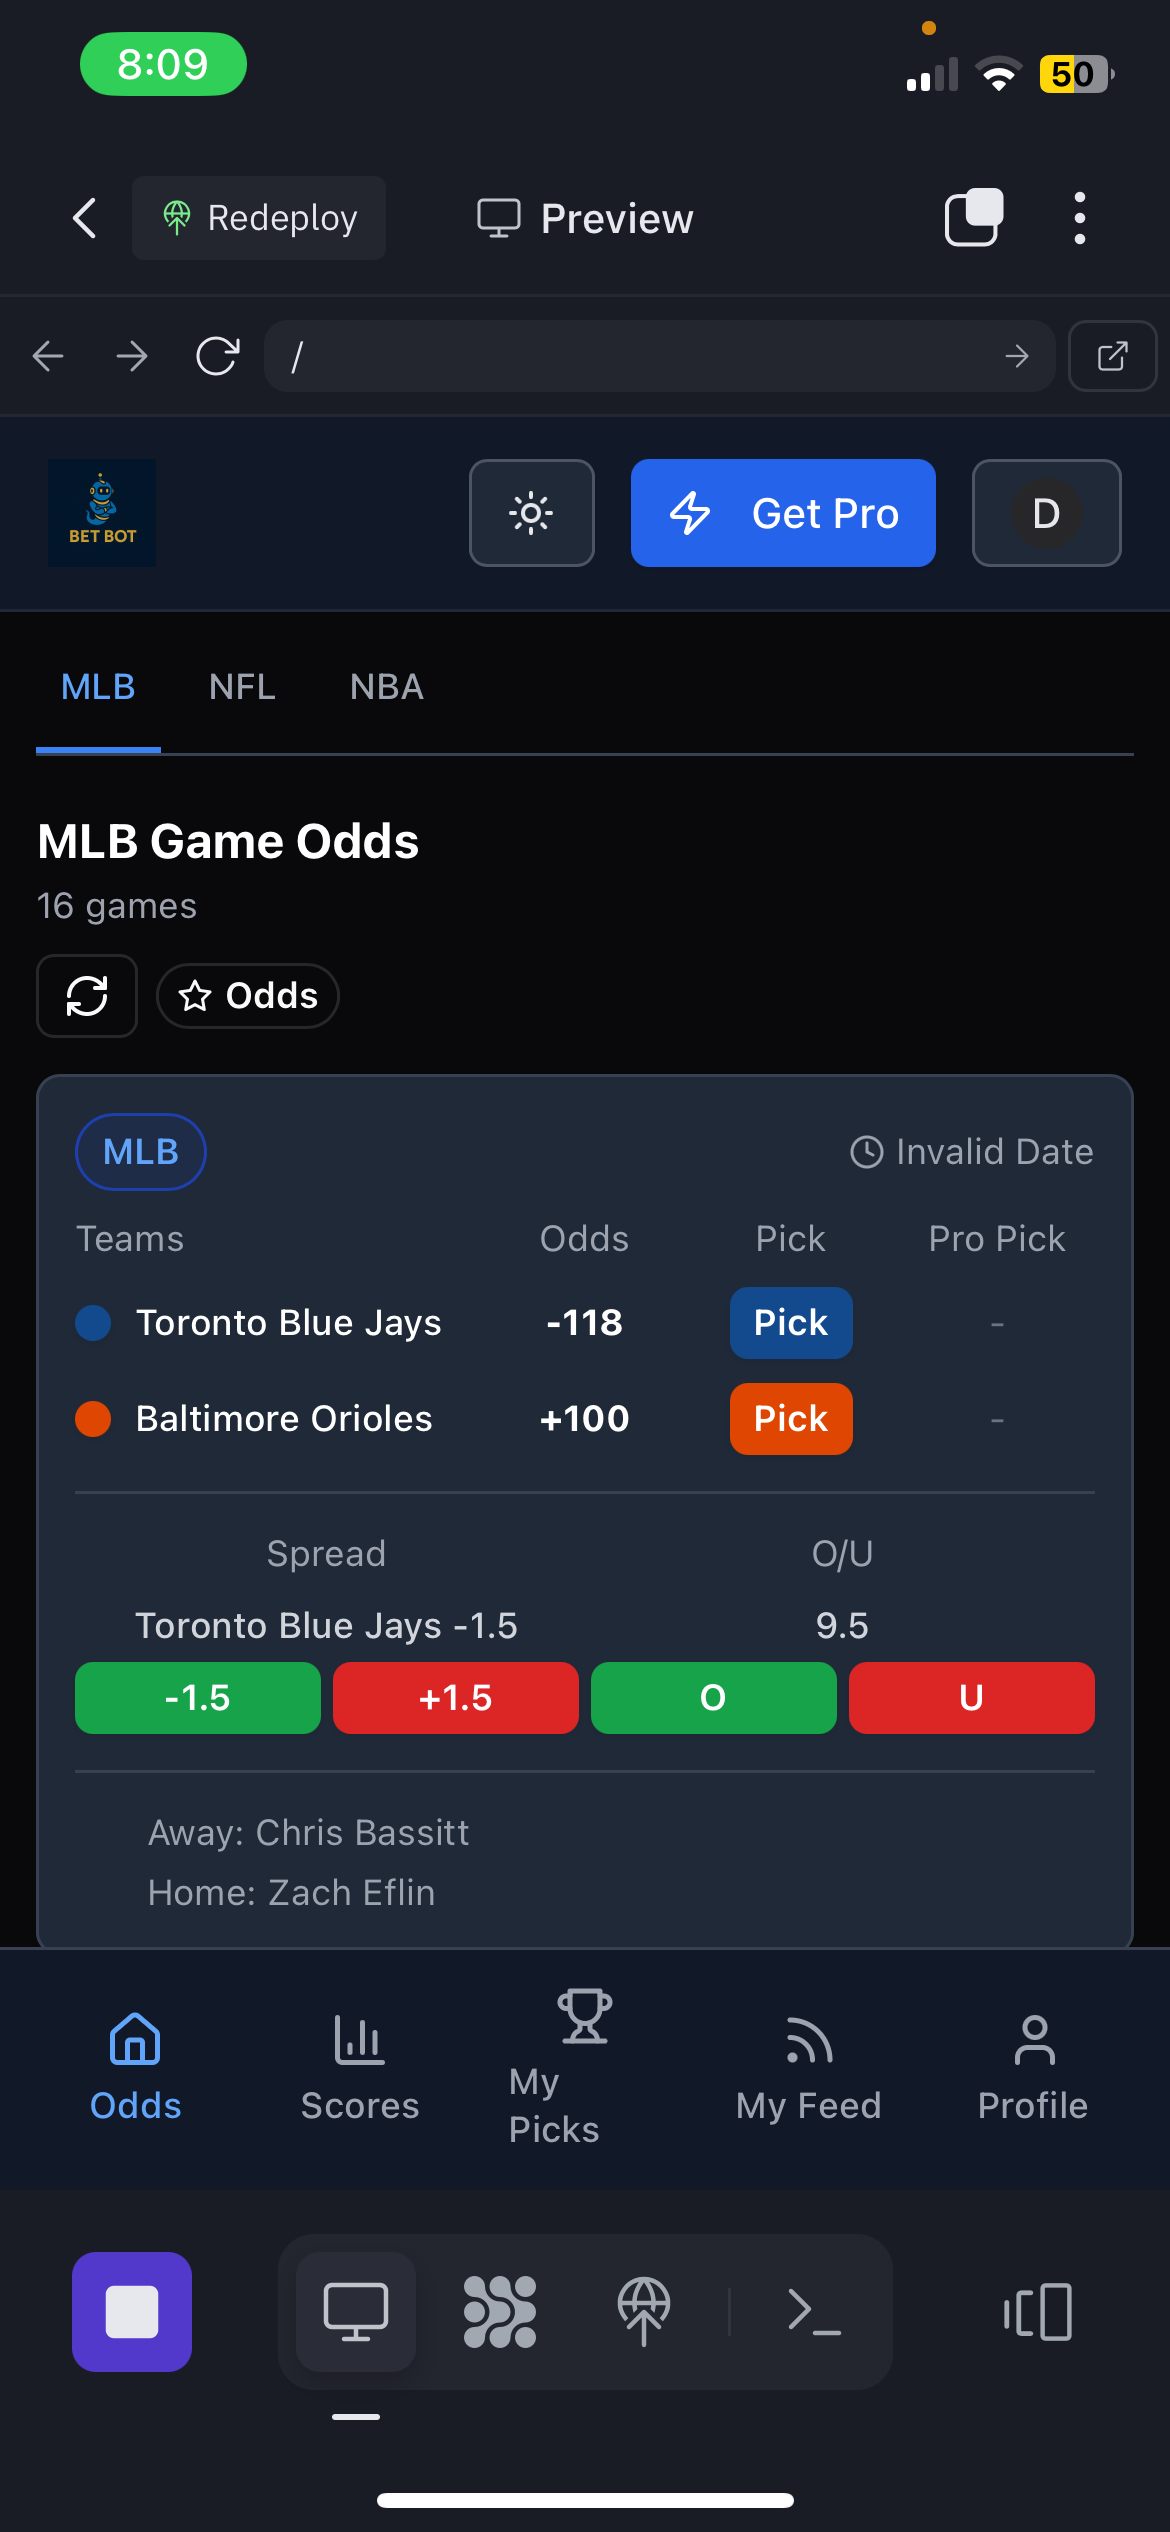 8:09
50
Redeploy
Preview
/
BET BOT
Get Pro
D
MLB NFL NBA
MLB Game Odds
16 games
Odds
MLB
Invalid Date
Teams Odds Pick Pro Pick
Toronto Blue Jays -118 Pick -
Baltimore Orioles +100 Pick -
Spread O/U
Toronto Blue Jays -1.5 9.5
-1.5 +1.5 O U
Away: Chris Bassitt
Home: Zach Eflin
Odds
Scores
My
Picks
My Feed
Profile